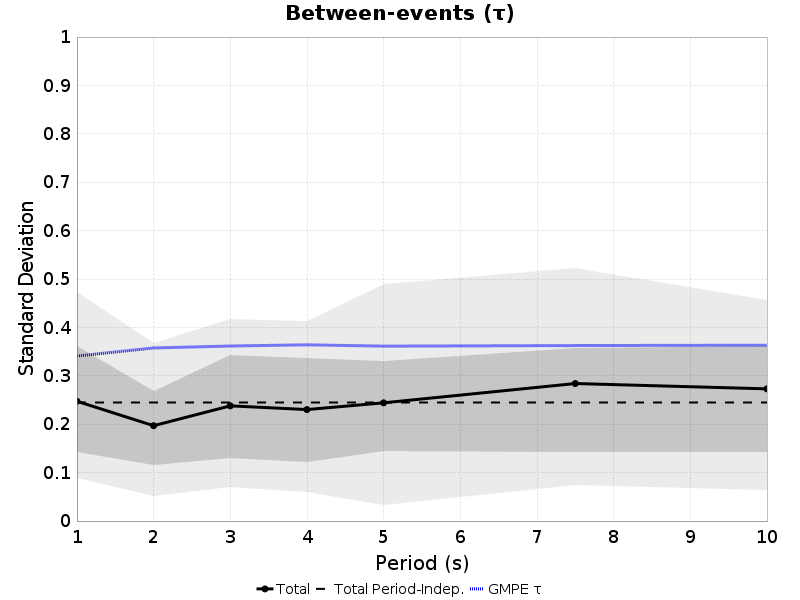 Between-events (τ)
Standard Deviation
1
0.9
0.8
0.7
0.6
0.5
0.4
0.3
0.2
0.1
0
1 2 3 4 5 6 7 8 9 10
Period (s)
Total Total Period-Indep. GMPE τ